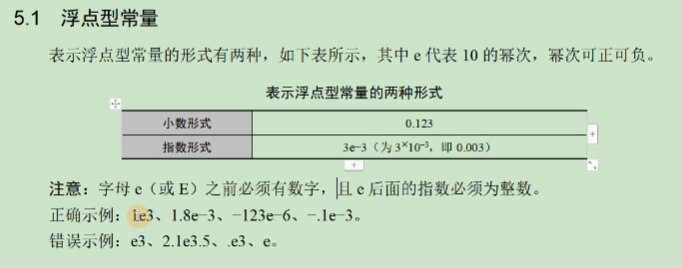 5.1 浮点型常量
表示浮点型常量的形式有两种，如下表所示，其中 e 代表 10 的幂次，幂次可正可负。
表示浮点型常量的两种形式
小数形式 0.123
指数形式 3e-3（为 3×10⁻³，即 0.003）
注意：字母 e（或 E）之前必须有数字，且 e 后面的指数必须为整数。
正确示例：1e3、1.8e-3、-123e-6、-.1e-3。
错误示例：e3、2.1e3.5、.e3、e。